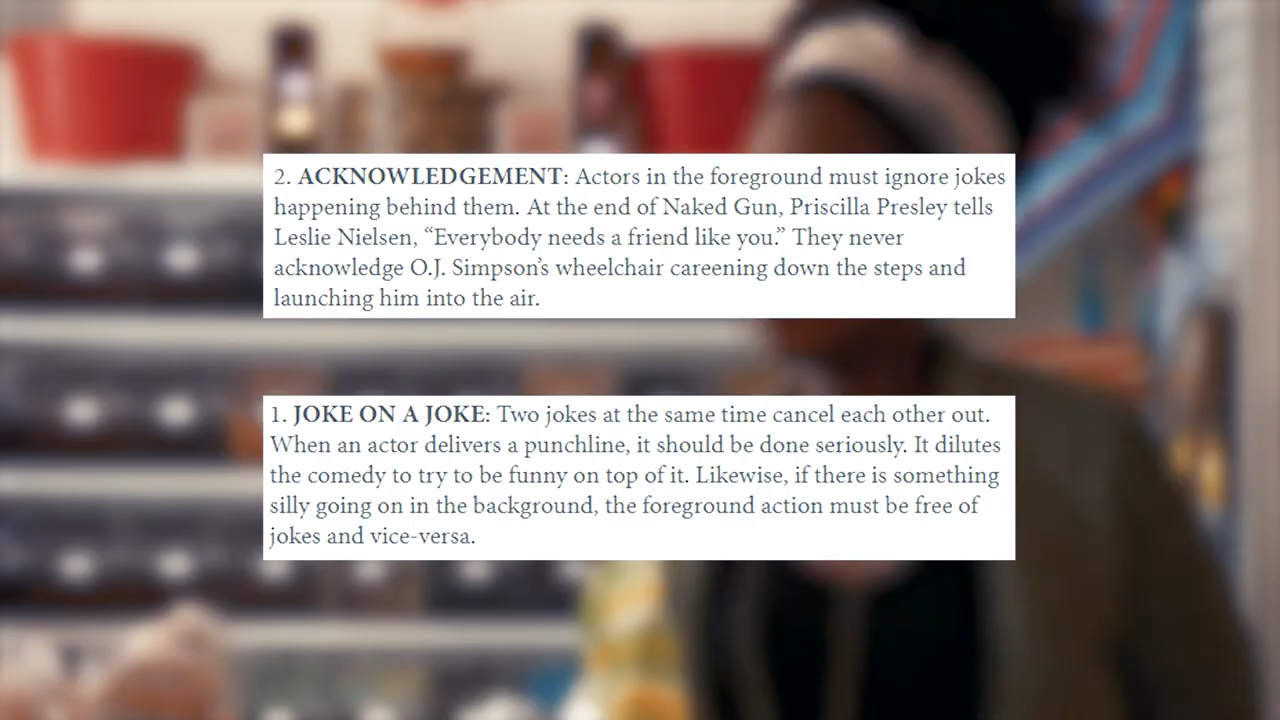 2. ACKNOWLEDGEMENT: Actors in the foreground must ignore jokes
happening behind them. At the end of Naked Gun, Priscilla Presley tells
Leslie Nielsen, “Everybody needs a friend like you.” They never
acknowledge O.J. Simpson’s wheelchair careening down the steps and
launching him into the air.
1. JOKE ON A JOKE: Two jokes at the same time cancel each other out.
When an actor delivers a punchline, it should be done seriously. It dilutes
the comedy to try to be funny on top of it. Likewise, if there is something
silly going on in the background, the foreground action must be free of
jokes and vice-versa.